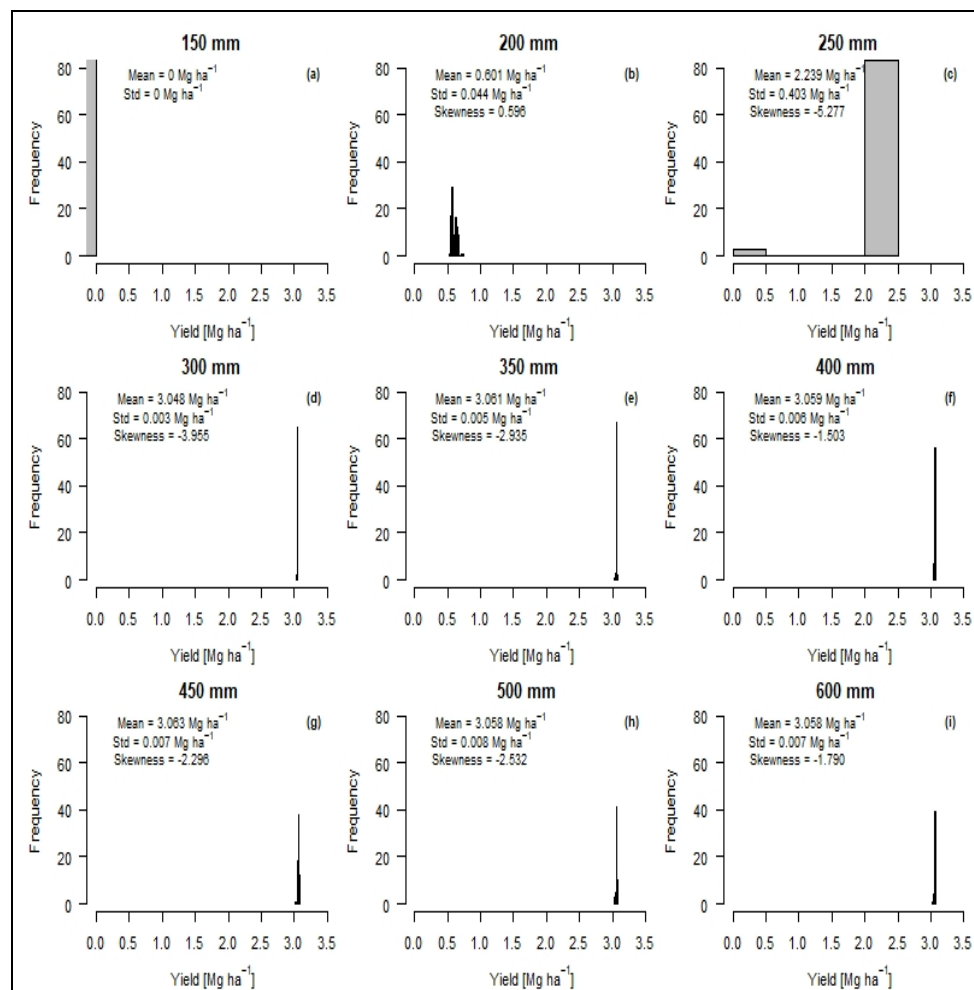 150 mm
Mean = 0 Mg ha⁻¹
(a)
Std = 0 Mg ha⁻¹
Frequency
80
60
40
20
0
0.0 0.5 1.0 1.5 2.0 2.5 3.0 3.5
Yield [Mg ha⁻¹]
200 mm
Mean = 0.601 Mg ha⁻¹
(b)
Std = 0.044 Mg ha⁻¹
Skewness = 0.596
Frequency
80
60
40
20
0
0.0 0.5 1.0 1.5 2.0 2.5 3.0 3.5
Yield [Mg ha⁻¹]
250 mm
Mean = 2.239 Mg ha⁻¹
(c)
Std = 0.403 Mg ha⁻¹
Skewness = -5.277
Frequency
80
60
40
20
0
0.0 0.5 1.0 1.5 2.0 2.5 3.0 3.5
Yield [Mg ha⁻¹]
300 mm
Mean = 3.048 Mg ha⁻¹
(d)
Std = 0.003 Mg ha⁻¹
Skewness = -3.955
Frequency
80
60
40
20
0
0.0 0.5 1.0 1.5 2.0 2.5 3.0 3.5
Yield [Mg ha⁻¹]
350 mm
Mean = 3.061 Mg ha⁻¹
(e)
Std = 0.005 Mg ha⁻¹
Skewness = -2.935
Frequency
80
60
40
20
0
0.0 0.5 1.0 1.5 2.0 2.5 3.0 3.5
Yield [Mg ha⁻¹]
400 mm
Mean = 3.059 Mg ha⁻¹
(f)
Std = 0.006 Mg ha⁻¹
Skewness = -1.503
Frequency
80
60
40
20
0
0.0 0.5 1.0 1.5 2.0 2.5 3.0 3.5
Yield [Mg ha⁻¹]
450 mm
Mean = 3.063 Mg ha⁻¹
(g)
Std = 0.007 Mg ha⁻¹
Skewness = -2.296
Frequency
80
60
40
20
0
0.0 0.5 1.0 1.5 2.0 2.5 3.0 3.5
Yield [Mg ha⁻¹]
500 mm
Mean = 3.058 Mg ha⁻¹
(h)
Std = 0.008 Mg ha⁻¹
Skewness = -2.532
Frequency
80
60
40
20
0
0.0 0.5 1.0 1.5 2.0 2.5 3.0 3.5
Yield [Mg ha⁻¹]
600 mm
Mean = 3.058 Mg ha⁻¹
(i)
Std = 0.007 Mg ha⁻¹
Skewness = -1.790
Frequency
80
60
40
20
0
0.0 0.5 1.0 1.5 2.0 2.5 3.0 3.5
Yield [Mg ha⁻¹]